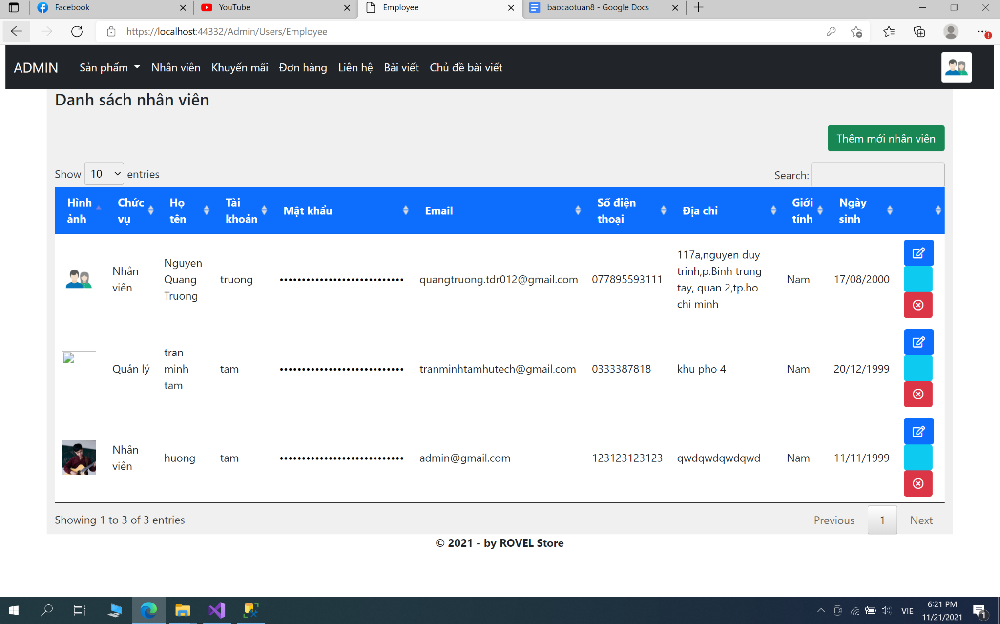 Facebook
YouTube
Employee
baocaotuan8 - Google Docs
https://localhost:44332/Admin/Users/Employee
ADMIN
Sản phẩm
Nhân viên
Khuyến mãi
Đơn hàng
Liên hệ
Bài viết
Chủ đề bài viết
Danh sách nhân viên
Thêm mới nhân viên
Show 10 entries
Search:
Hình
ảnh
Chức
vụ
Họ
tên
Tài
khoản
Mật khẩu
Email
Số điện
thoại
Địa chỉ
Giới
tính
Ngày
sinh
Nhân
viên
Nguyen
Quang
Truong
truong
••••••••••••••••••••••••••••
quangtruong.tdr012@gmail.com
077895593111
117a,nguyen duy
trinh,p.Binh trung
tay, quan 2,tp.ho
chi minh
Nam
17/08/2000
Quản lý
tran
minh
tam
tam
••••••••••••••••••••••••••••
tranminhtamhutech@gmail.com
0333387818
khu pho 4
Nam
20/12/1999
Nhân
viên
huong
tam
••••••••••••••••••••••••••••
admin@gmail.com
123123123123
qwdqwdqwdqwd
Nam
11/11/1999
Showing 1 to 3 of 3 entries
Previous
1
Next
© 2021 - by ROVEL Store
VIE
6:21 PM
11/21/2021
1